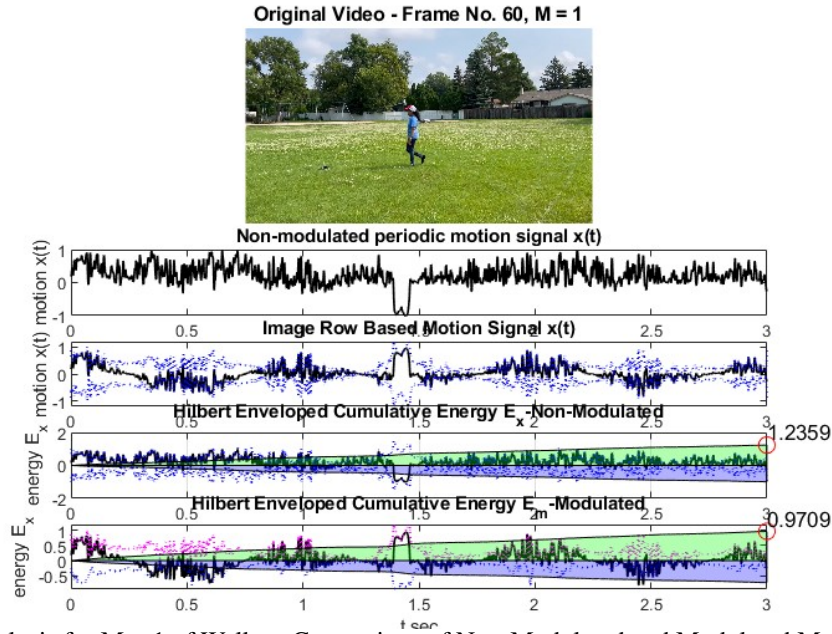 Original Video - Frame No. 60, M = 1
Non-modulated periodic motion signal x(t)
motion x(t)
1
0
-1
0 0.5 1 1.5 2 2.5 3
Image Row Based Motion Signal x(t)
motion x(t)
1
0
-1
0 0.5 1 1.5 2 2.5 3
Hilbert Enveloped Cumulative Energy Ex-Non-Modulated
energy Ex
2
0
-2
1.2359
0 0.5 1 1.5 2 2.5 3
Hilbert Enveloped Cumulative Energy Em-Modulated
energy Ex
1
0.5
0
-0.5
0.9709
0 0.5 1 1.5 2 2.5 3
t sec